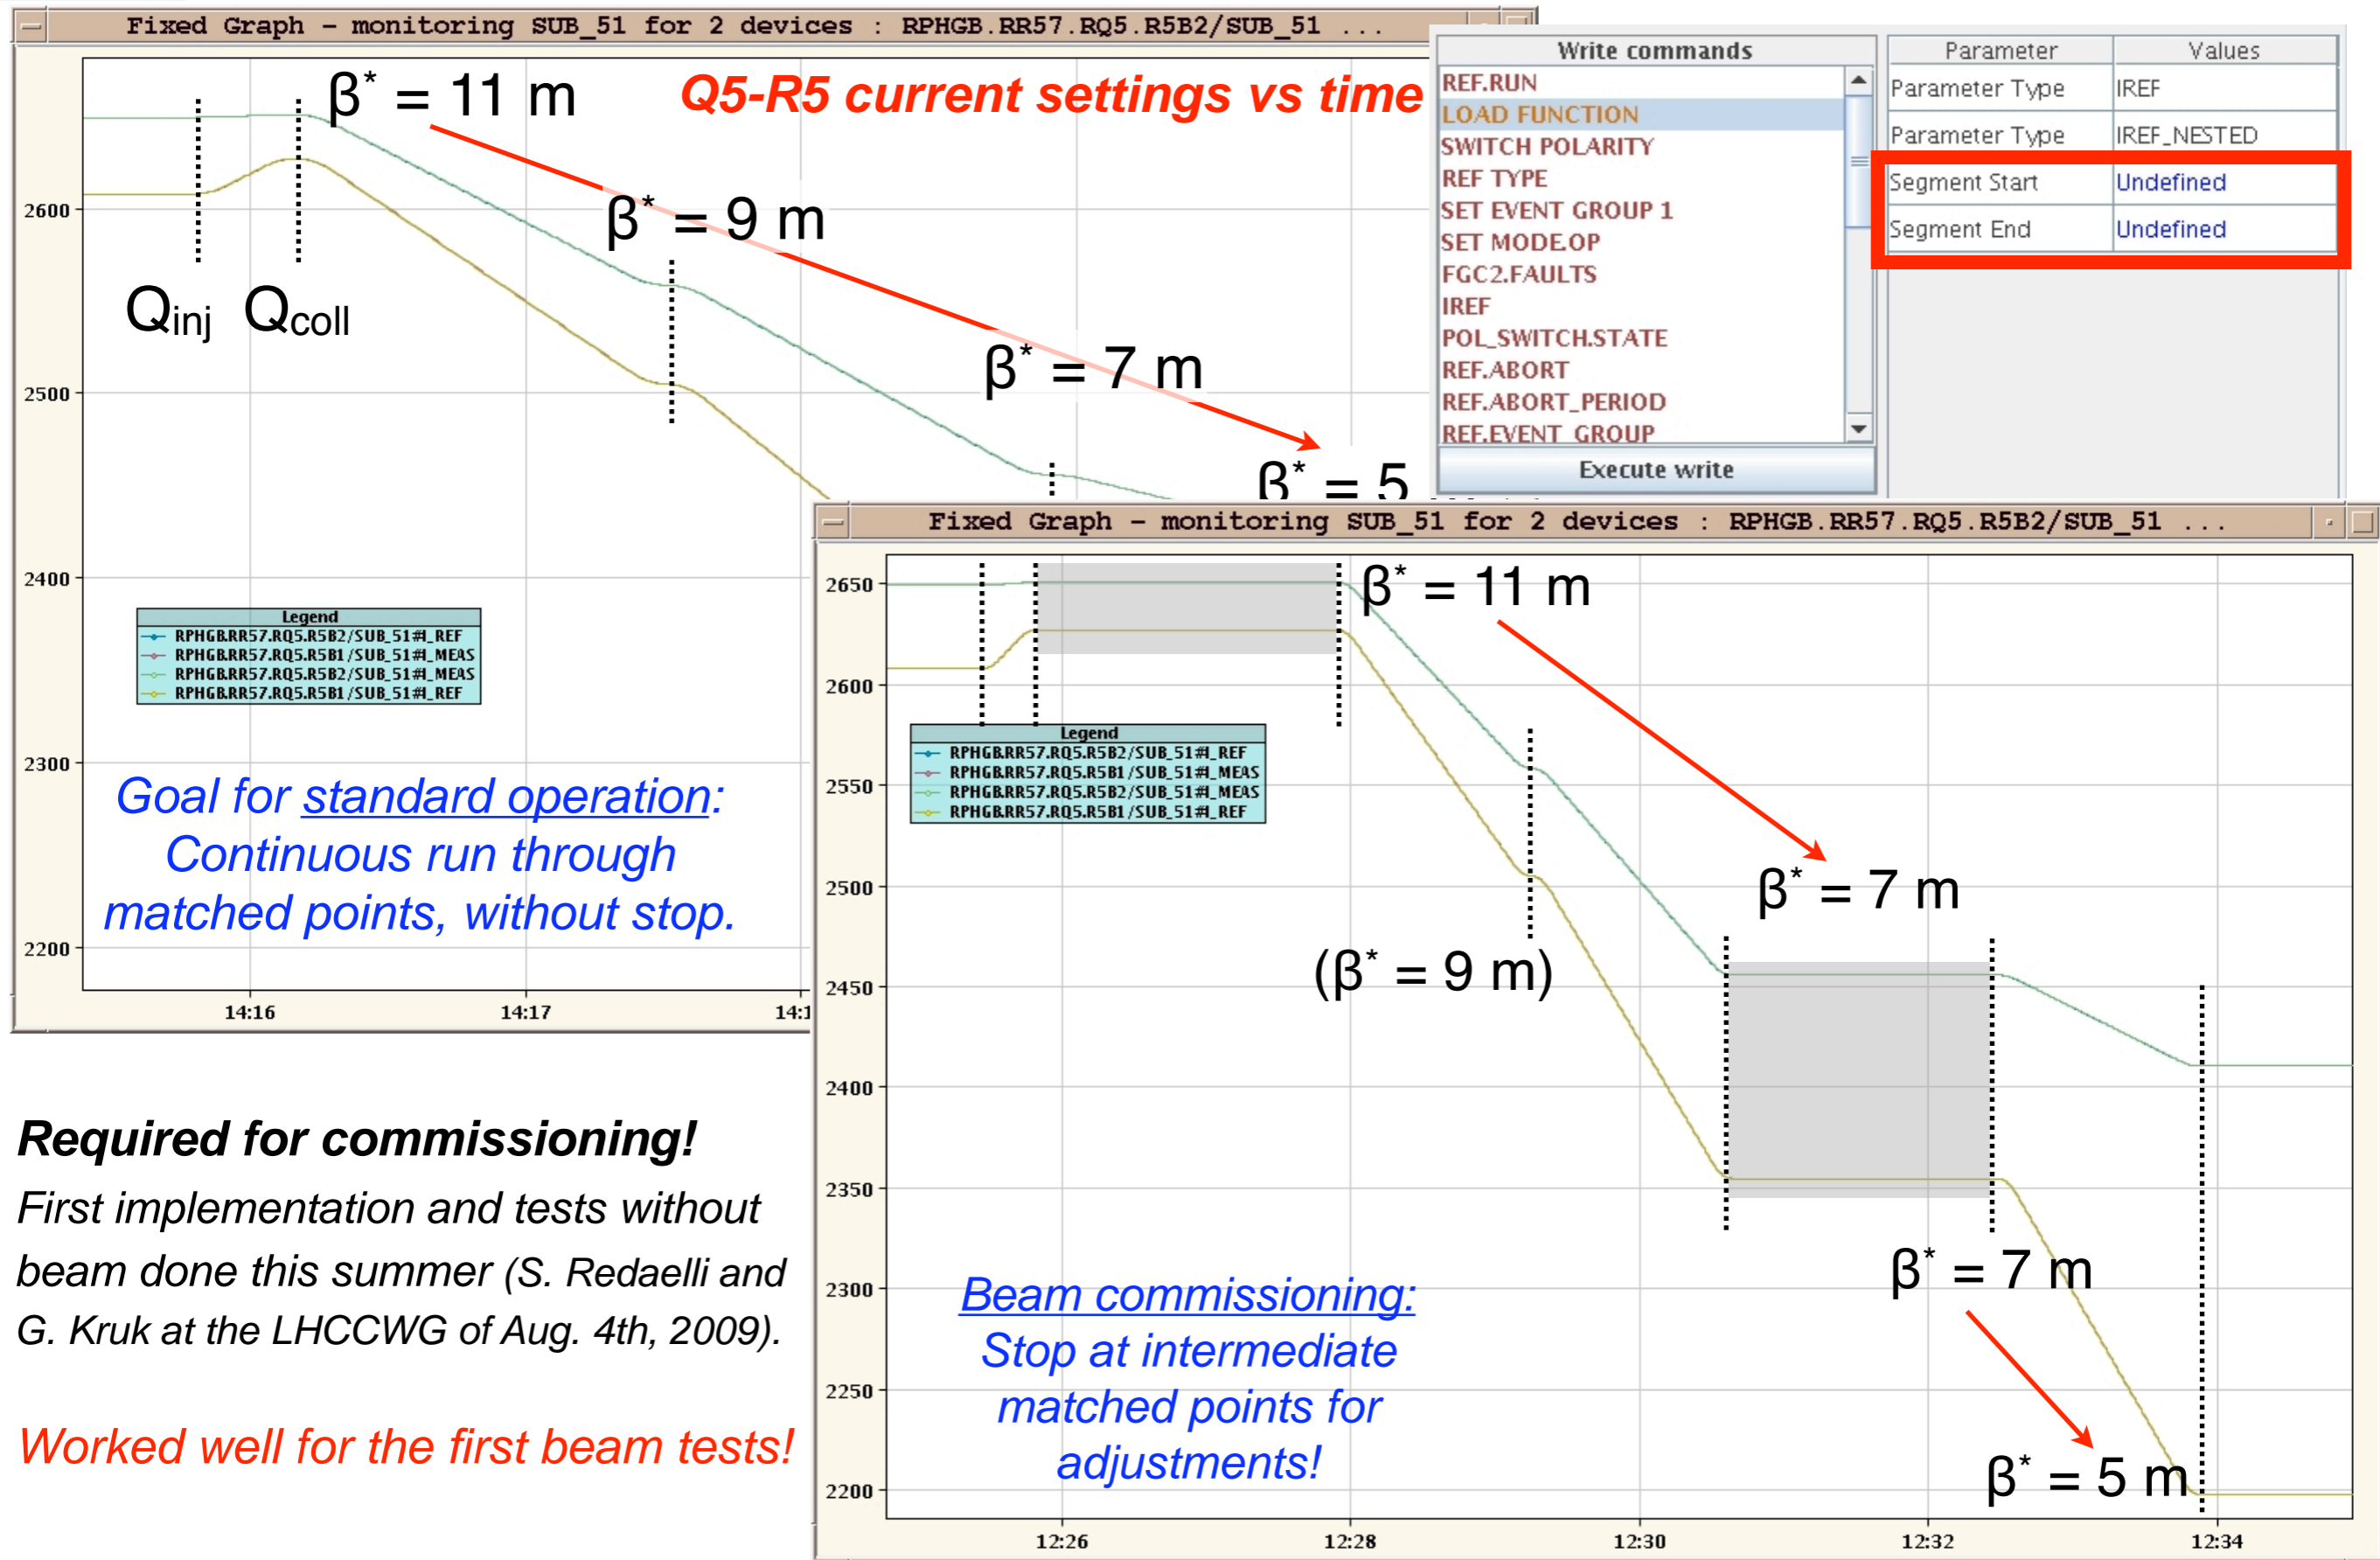 Fixed Graph - monitoring SUB_51 for 2 devices : RPHGB.RR57.RQ5.R5B2/SUB_51 ...
Q5-R5 current settings vs time
β* = 11 m
β* = 9 m
β* = 7 m
β* = 5
Qinj Qcoll
2600
2500
2400
2300
2200
Legend
RPHGB.RR57.RQ5.R5B2/SUB_51#I_REF
RPHGB.RR57.RQ5.R5B1/SUB_51#I_MEAS
RPHGB.RR57.RQ5.R5B2/SUB_51#I_MEAS
RPHGB.RR57.RQ5.R5B1/SUB_51#I_REF
Goal for standard operation:
Continuous run through
matched points, without stop.
14:16 14:17 14:1
Write commands
REF.RUN
LOAD FUNCTION
SWITCH POLARITY
REF TYPE
SET EVENT GROUP 1
SET MODE.OP
FGC2.FAULTS
IREF
POL_SWITCH.STATE
REF.ABORT
REF.ABORT_PERIOD
REF.EVENT_GROUP
Execute write
Parameter Values
Parameter Type IREF
Parameter Type IREF_NESTED
Segment Start Undefined
Segment End Undefined
Fixed Graph - monitoring SUB_51 for 2 devices : RPHGB.RR57.RQ5.R5B2/SUB_51 ...
2650
2600
2550
2500
2450
2400
2350
2300
2250
2200
β* = 11 m
Legend
RPHGB.RR57.RQ5.R5B2/SUB_51#I_REF
RPHGB.RR57.RQ5.R5B1/SUB_51#I_MEAS
RPHGB.RR57.RQ5.R5B2/SUB_51#I_MEAS
RPHGB.RR57.RQ5.R5B1/SUB_51#I_REF
β* = 7 m
(β* = 9 m)
β* = 7 m
β* = 5 m
Beam commissioning:
Stop at intermediate
matched points for
adjustments!
12:26 12:28 12:30 12:32 12:34
Required for commissioning!
First implementation and tests without
beam done this summer (S. Redaelli and
G. Kruk at the LHCCWG of Aug. 4th, 2009).
Worked well for the first beam tests!